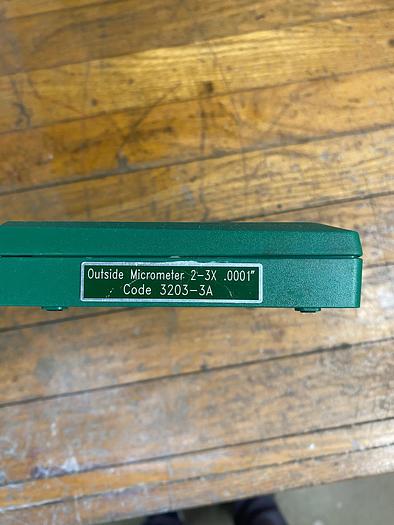 Outside Micrometer 2-3X .0001"
Code 3203-3A